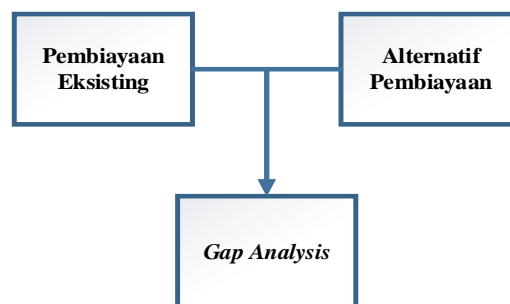 Pembiayaan
Eksisting
Alternatif
Pembiayaan
Gap Analysis